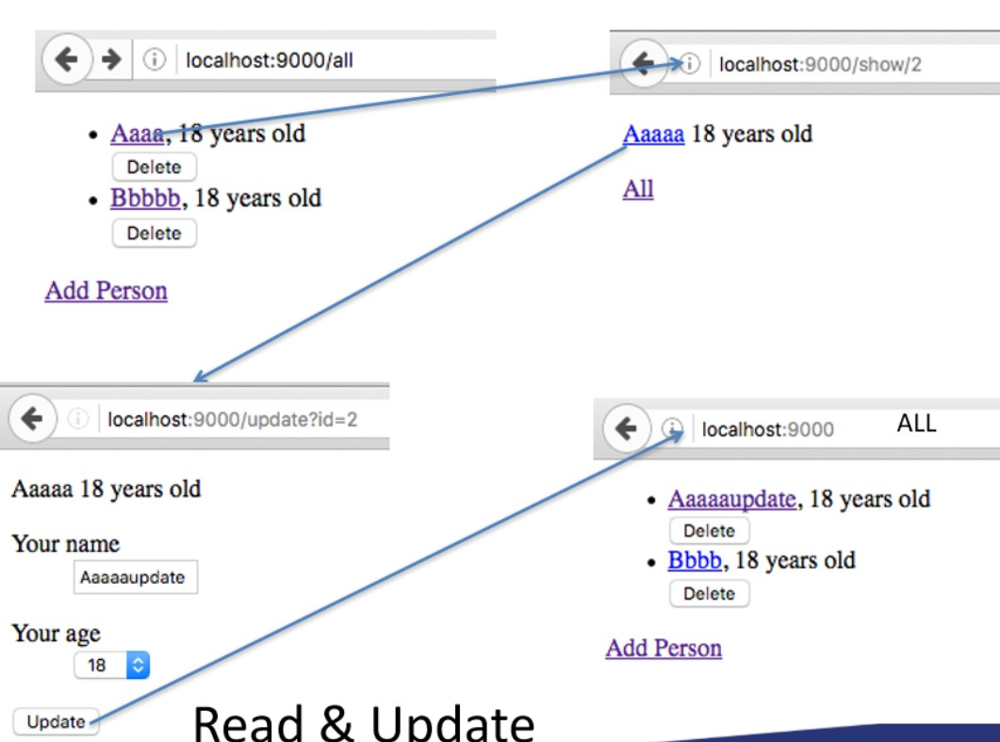 localhost:9000/all
Aaaa, 18 years old
Delete
Bbbbb, 18 years old
Delete
Add Person
localhost:9000/show/2
Aaaaa 18 years old
All
localhost:9000/update?id=2
Aaaaa 18 years old
Your name
Aaaaaupdate
Your age
18
Update
localhost:9000 ALL
Aaaaaupdate, 18 years old
Delete
Bbbb, 18 years old
Delete
Add Person
Read & Update